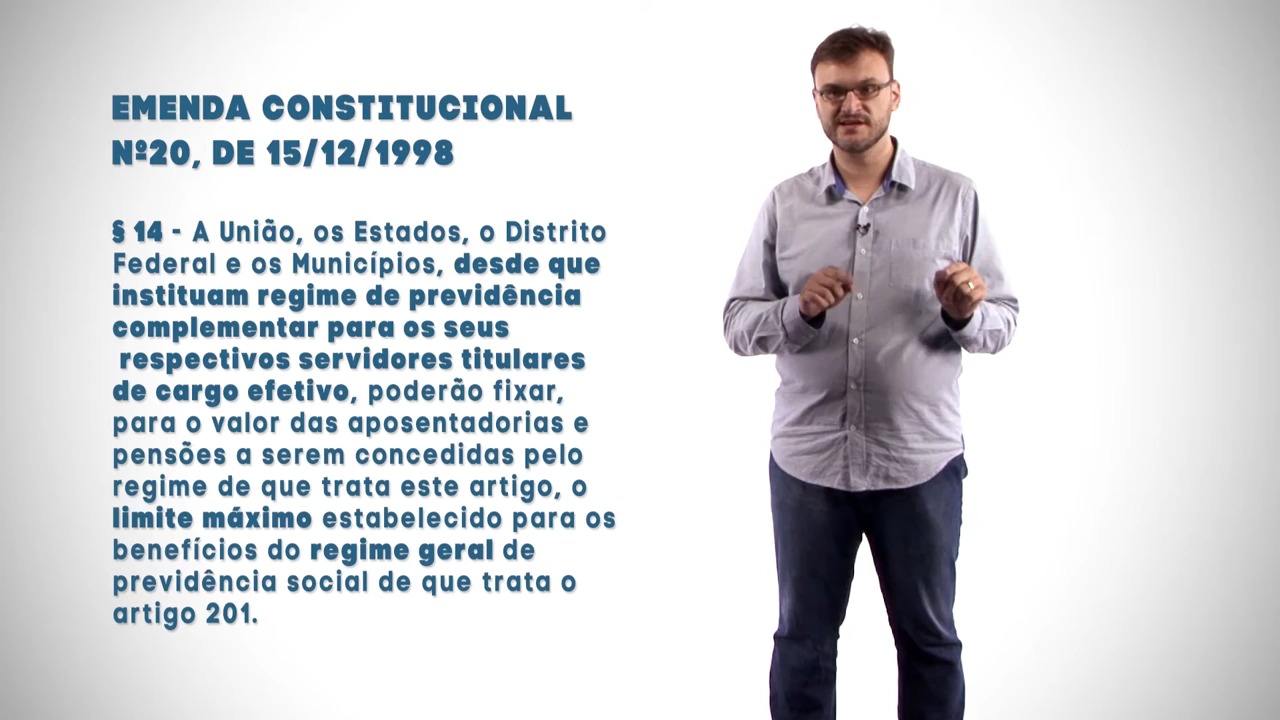 EMENDA CONSTITUCIONAL
Nº20, DE 15/12/1998
§ 14 - A União, os Estados, o Distrito
Federal e os Municípios, desde que
instituam regime de previdência
complementar para os seus
respectivos servidores titulares
de cargo efetivo, poderão fixar,
para o valor das aposentadorias e
pensões a serem concedidas pelo
regime de que trata este artigo, o
limite máximo estabelecido para os
benefícios do regime geral de
previdência social de que trata o
artigo 201.